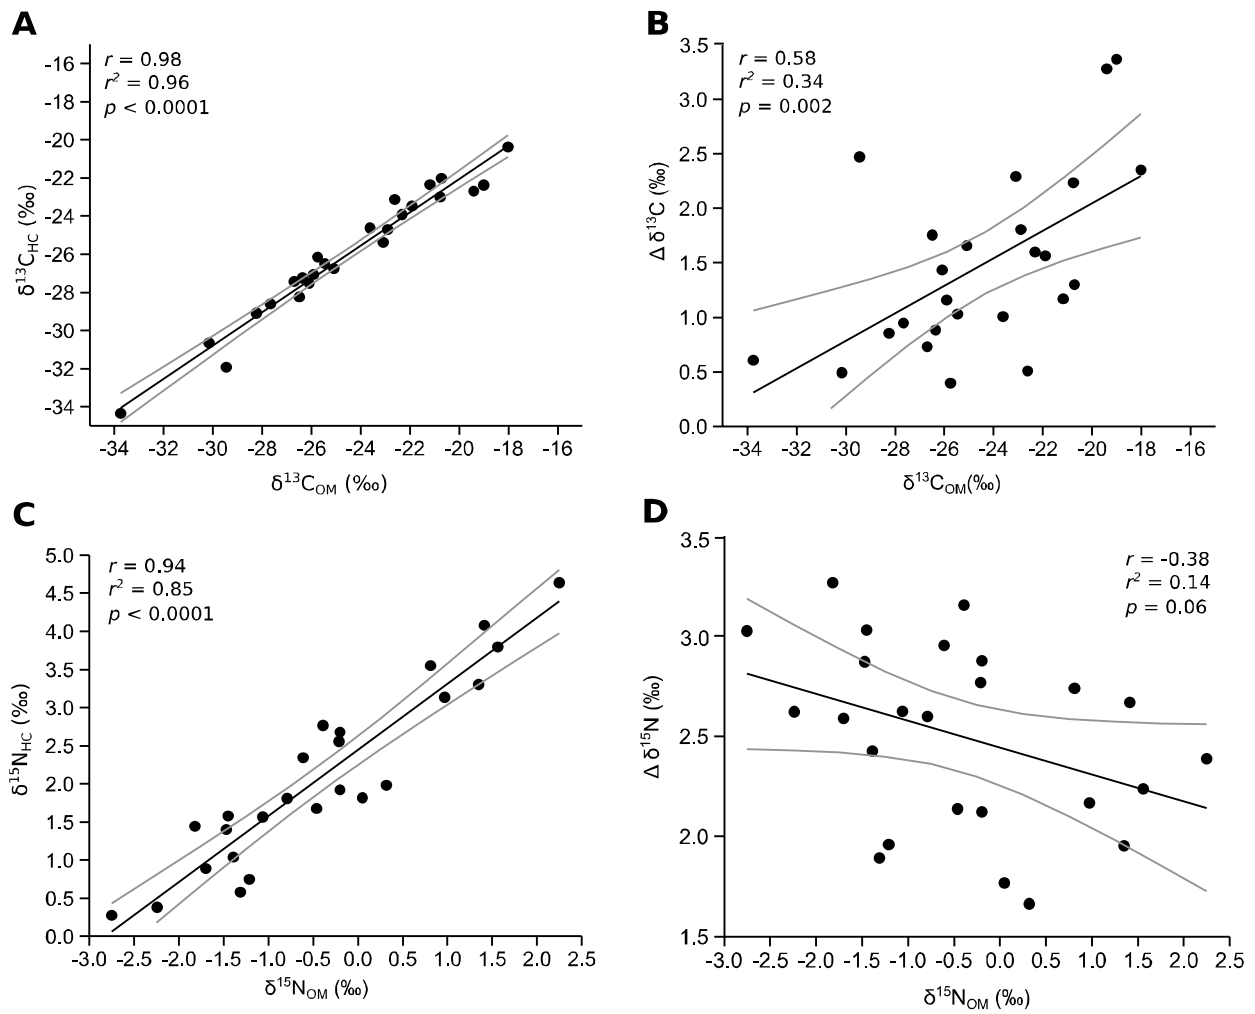 A
r = 0.98
r² = 0.96
p < 0.0001
-16
-18
-20
-22
-24
-26
-28
-30
-32
-34
δ¹³C_HC (‰)
-34 -32 -30 -28 -26 -24 -22 -20 -18 -16
δ¹³C_OM (‰)
B
r = 0.58
r² = 0.34
p = 0.002
3.5
3.0
2.5
2.0
1.5
1.0
0.5
0.0
Δ δ¹³C (‰)
-34 -32 -30 -28 -26 -24 -22 -20 -18 -16
δ¹³C_OM(‰)
C
r = 0.94
r² = 0.85
p < 0.0001
5.0
4.5
4.0
3.5
3.0
2.5
2.0
1.5
1.0
0.5
0.0
δ¹⁵N_HC (‰)
-3.0 -2.5 -2.0 -1.5 -1.0 -0.5 0.0 0.5 1.0 1.5 2.0 2.5
δ¹⁵N_OM (‰)
D
r = -0.38
r² = 0.14
p = 0.06
3.5
3.0
2.5
2.0
1.5
Δ δ¹⁵N (‰)
-3.0 -2.5 -2.0 -1.5 -1.0 -0.5 0.0 0.5 1.0 1.5 2.0 2.5
δ¹⁵N_OM (‰)